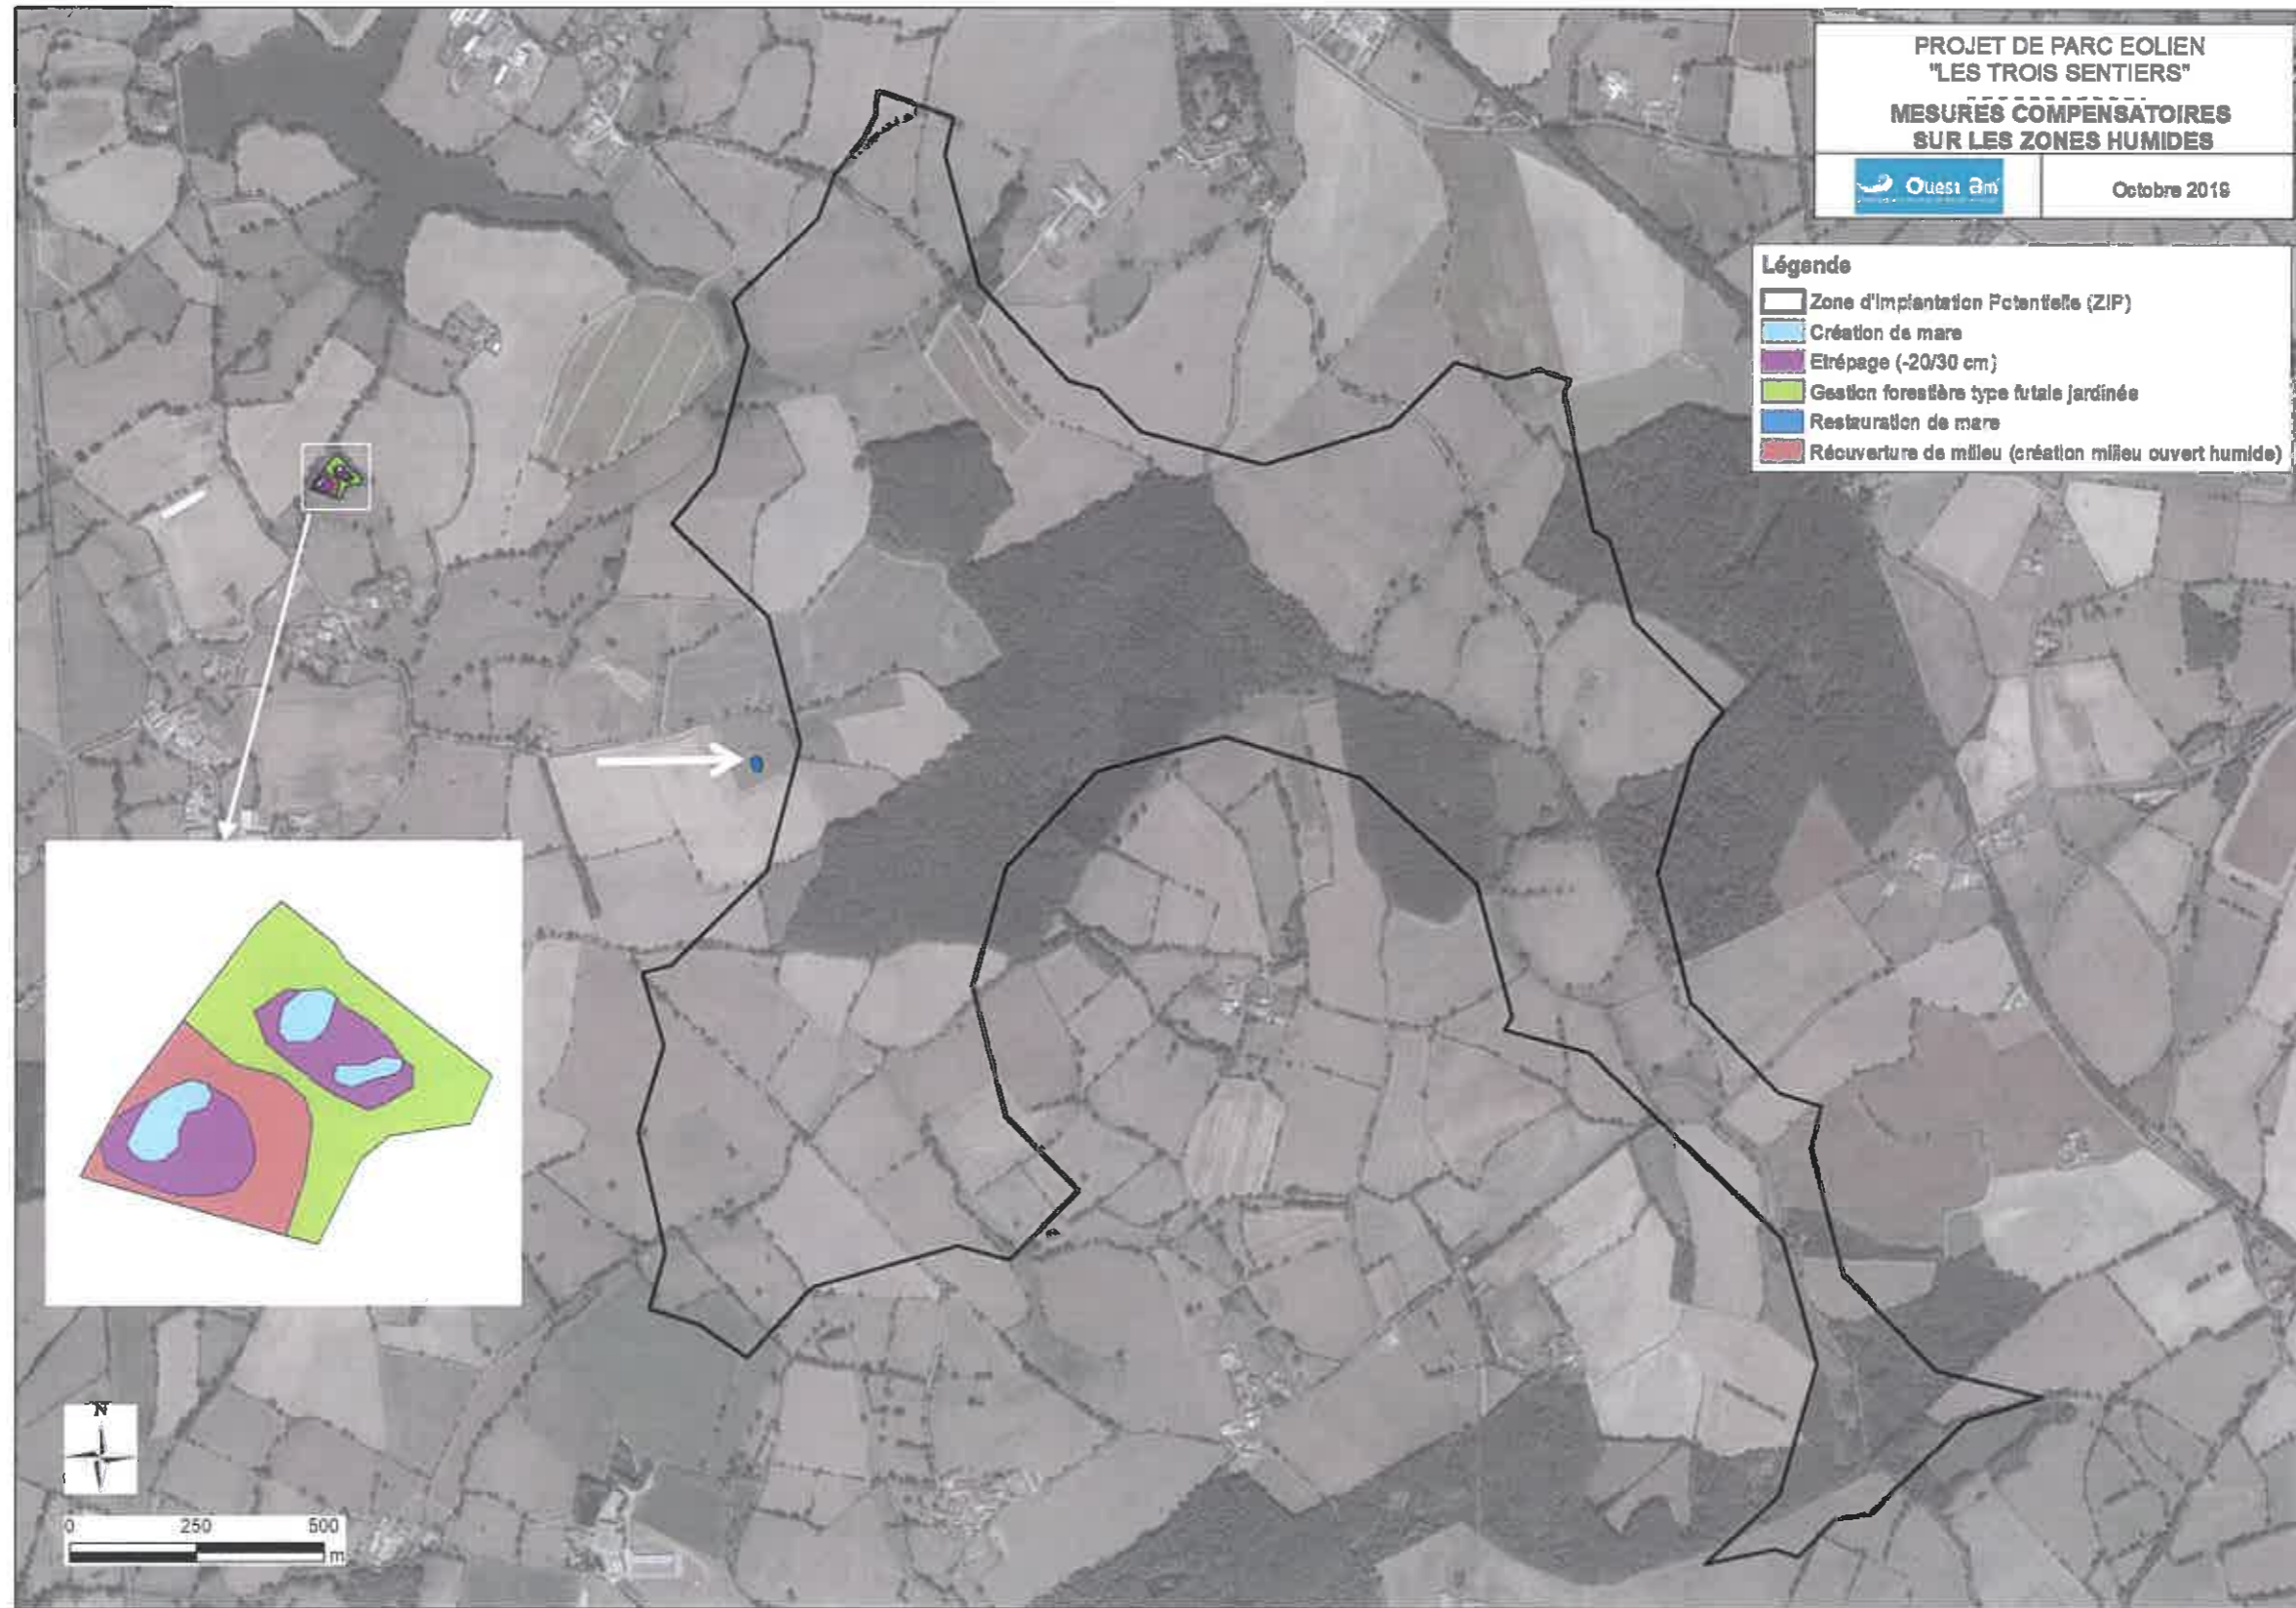 PROJET DE PARC EOLIEN
"LES TROIS SENTIERS"
MESURES COMPENSATOIRES
SUR LES ZONES HUMIDES
Ouest am'
Octobre 2019
Légende
Zone d'Implantation Potentielle (ZIP)
Création de mare
Etrépage (-20/30 cm)
Gestion forestière type futaie jardinée
Restauration de mare
Réouverture de milieu (création milieu ouvert humide)
N
0 250 500
m